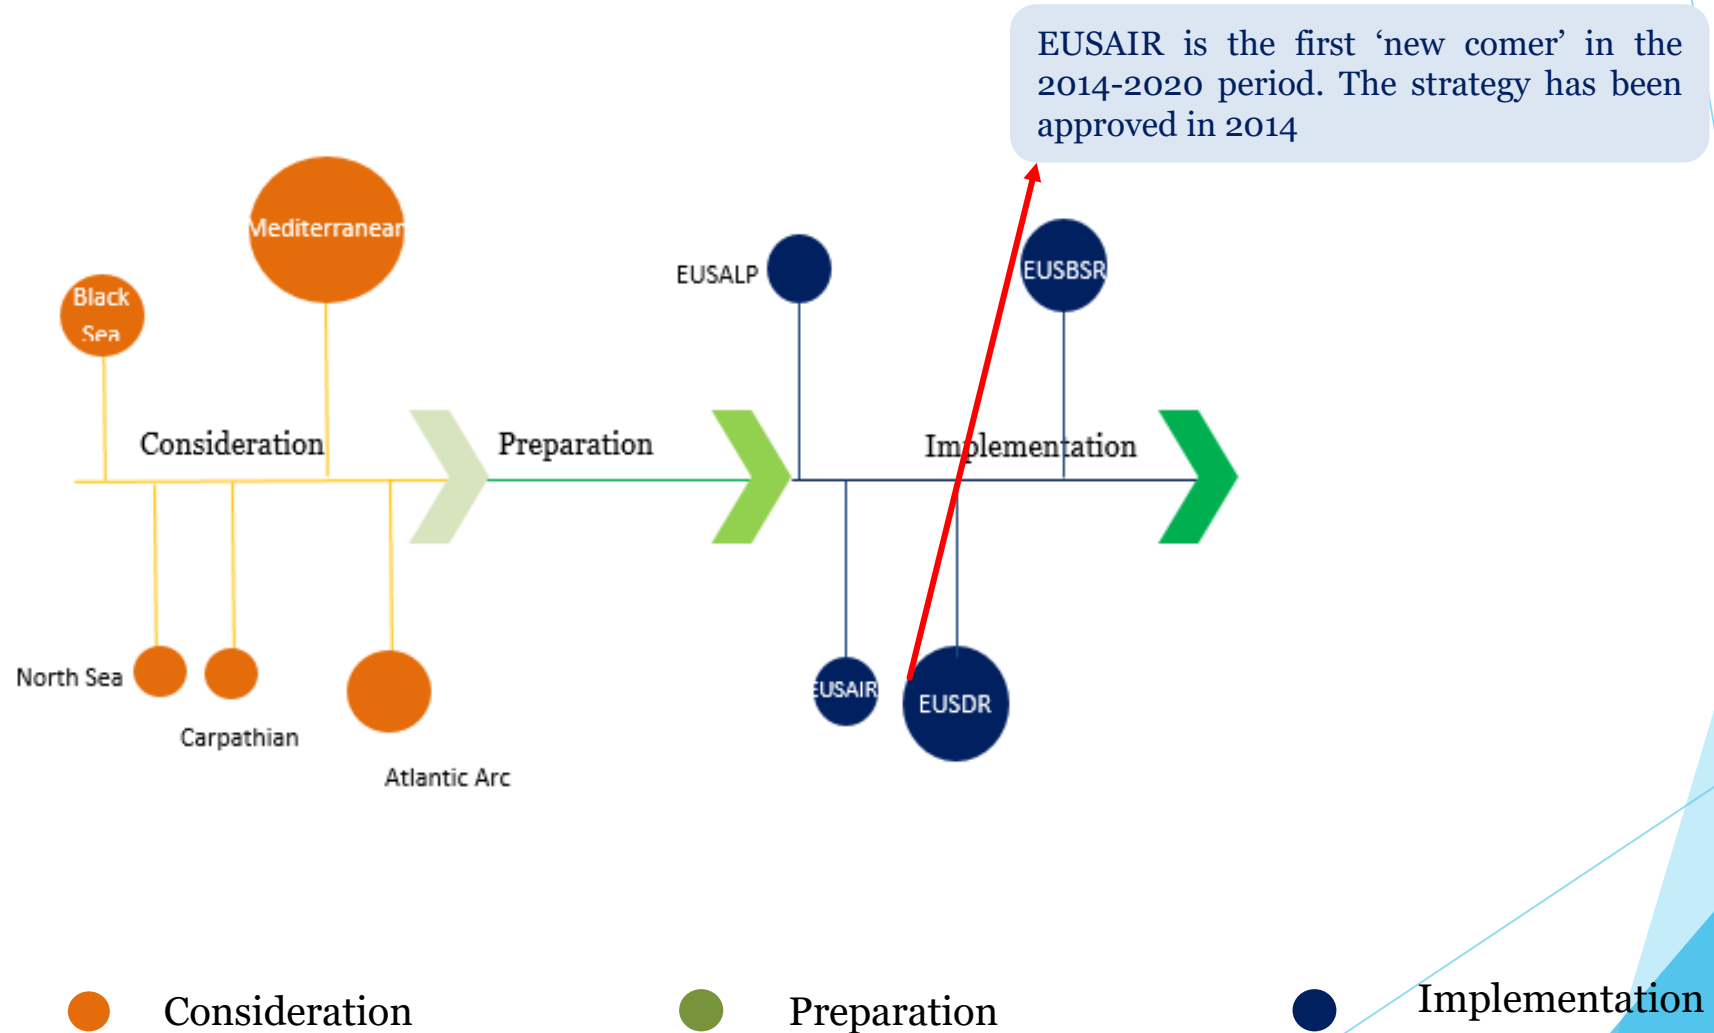 EUSAIR is the first ‘new comer’ in the
2014-2020 period. The strategy has been
approved in 2014
Mediterranean
Black
Sea
EUSALP
EUSBSR
Consideration
Preparation
Implementation
North Sea
Carpathian
Atlantic Arc
EUSAIR
EUSDR
Consideration
Preparation
Implementation